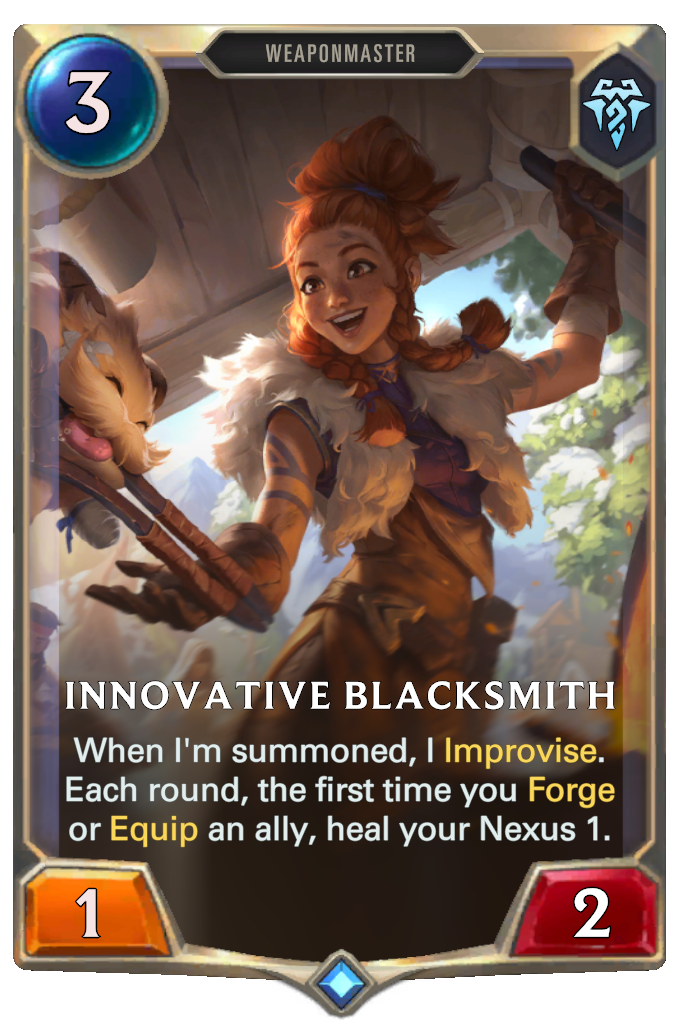 WEAPONMASTER
3
INNOVATIVE BLACKSMITH
When I'm summoned, I Improvise.
Each round, the first time you Forge
or Equip an ally, heal your Nexus 1.
1
2